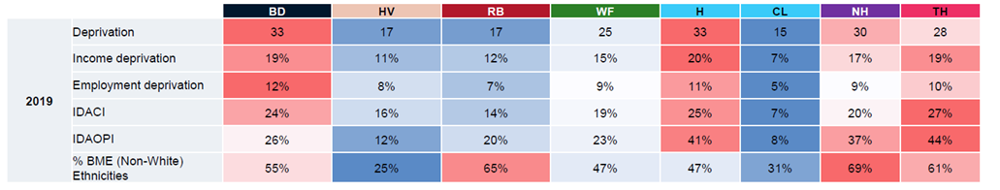 BD HV RB WF H CL NH TH
2019
Deprivation 33 17 17 25 33 15 30 28
Income deprivation 19% 11% 12% 15% 20% 7% 17% 19%
Employment deprivation 12% 8% 7% 9% 11% 5% 9% 10%
IDACI 24% 16% 14% 19% 25% 7% 20% 27%
IDAOPI 26% 12% 20% 23% 41% 8% 37% 44%
% BME (Non-White)
Ethnicities 55% 25% 65% 47% 47% 31% 69% 61%